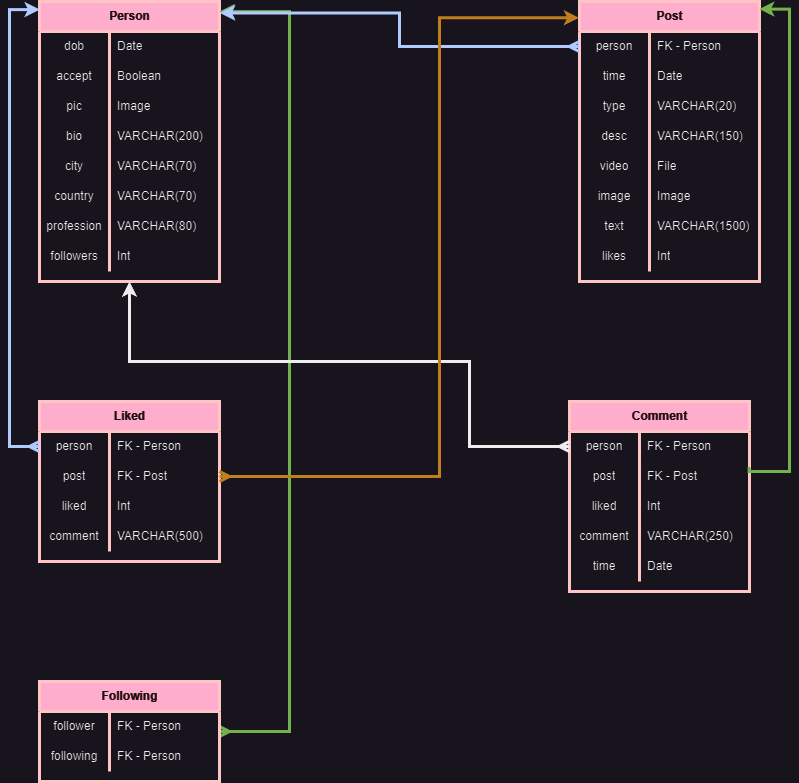 Person
dob Date
accept Boolean
pic Image
bio VARCHAR(200)
city VARCHAR(70)
country VARCHAR(70)
profession VARCHAR(80)
followers Int
Post
person FK - Person
time Date
type VARCHAR(20)
desc VARCHAR(150)
video File
image Image
text VARCHAR(1500)
likes Int
Liked
person FK - Person
post FK - Post
liked Int
comment VARCHAR(500)
Comment
person FK - Person
post FK - Post
liked Int
comment VARCHAR(250)
time Date
Following
follower FK - Person
following FK - Person